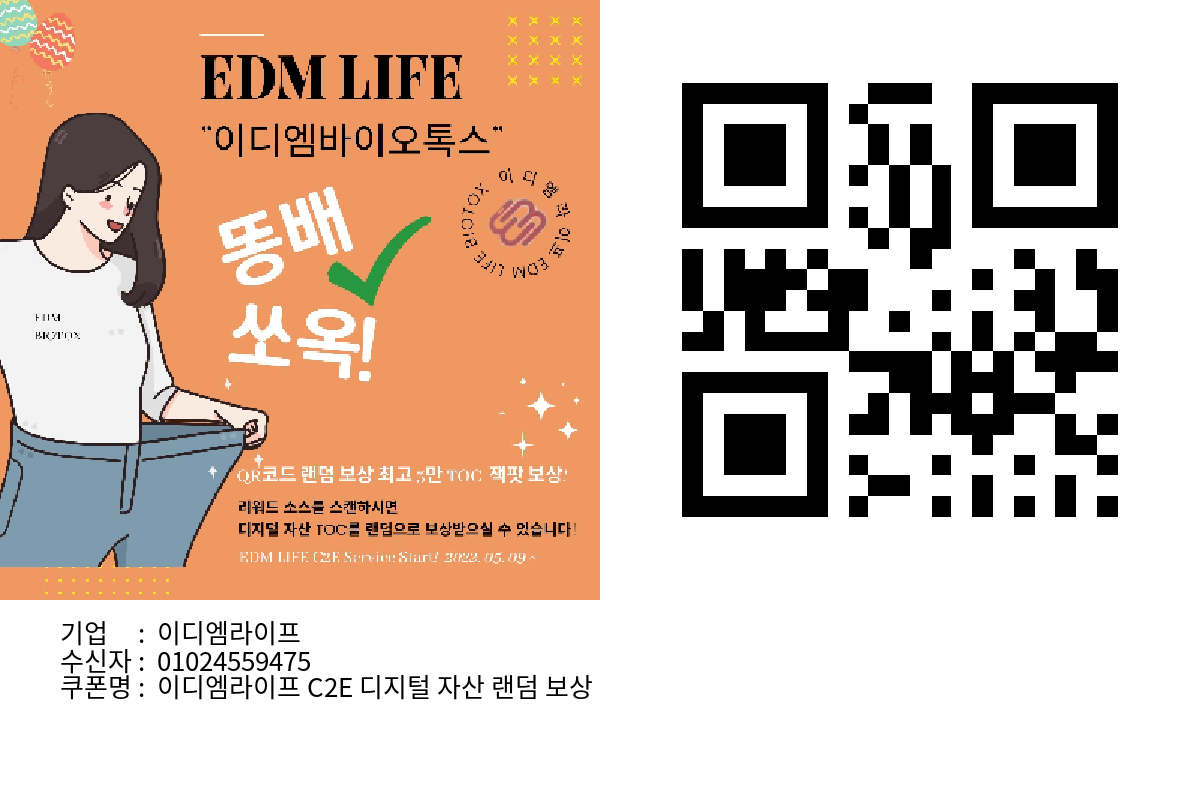 EDM LIFE
"이디엠바이오톡스"
똥배
쏘옥!
이디엠라이프 EDM LIFE BIOTOX
EDM
BIOTOX
QR코드 랜덤 보상 최고 5만 TOC 잭팟 보상!
리워드 소스를 스캔하시면
디지털 자산 TOC를 랜덤으로 보상받으실 수 있습니다!
EDM LIFE C2E Service Start! 2022. 05. 09 ~
기업 : 이디엠라이프
수신자 : 01024559475
쿠폰명 : 이디엠라이프 C2E 디지털 자산 랜덤 보상